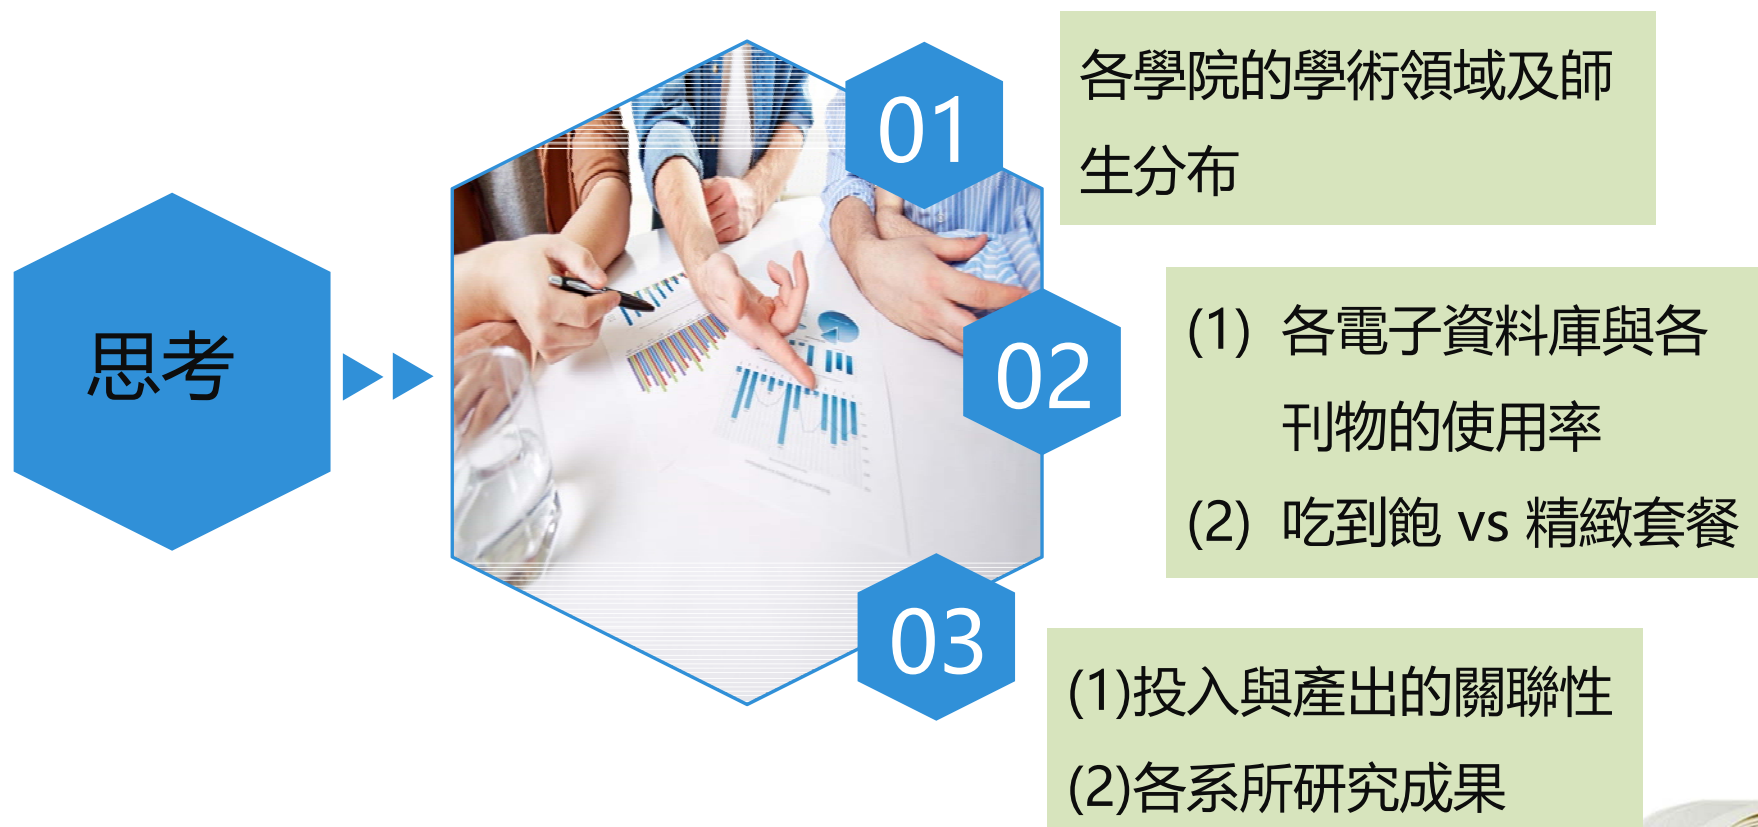 思考
01
各學院的學術領域及師
生分布
02
(1) 各電子資料庫與各
刊物的使用率
(2) 吃到飽 vs 精緻套餐
03
(1)投入與產出的關聯性
(2)各系所研究成果